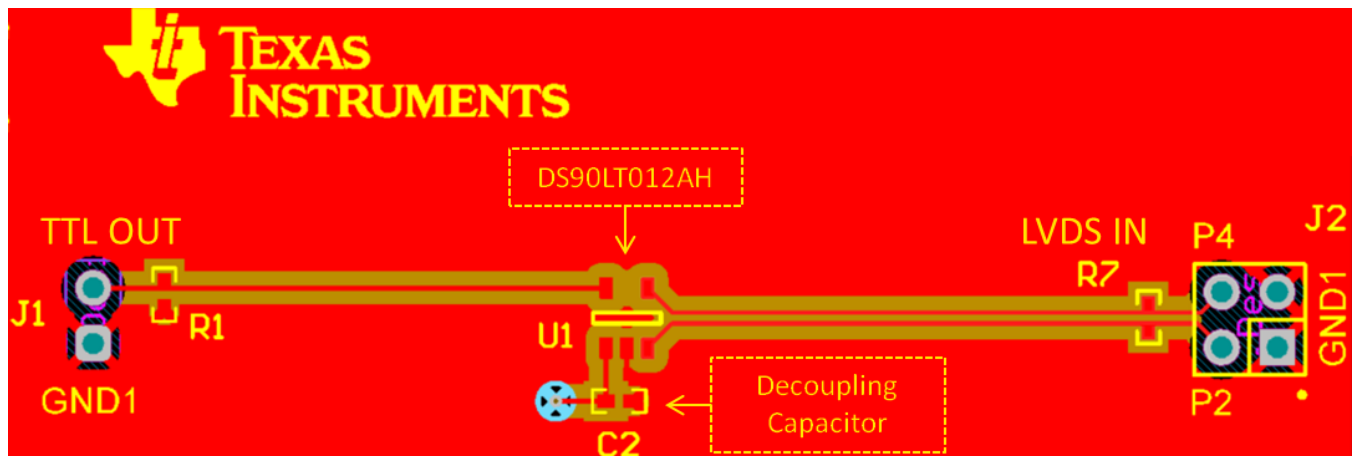 TEXAS
INSTRUMENTS
DS90LT012AH
TTL OUT
LVDS IN
P4
J2
R7
J1
R1
U1
GND1
GND1
Decoupling
Capacitor
P2
C2